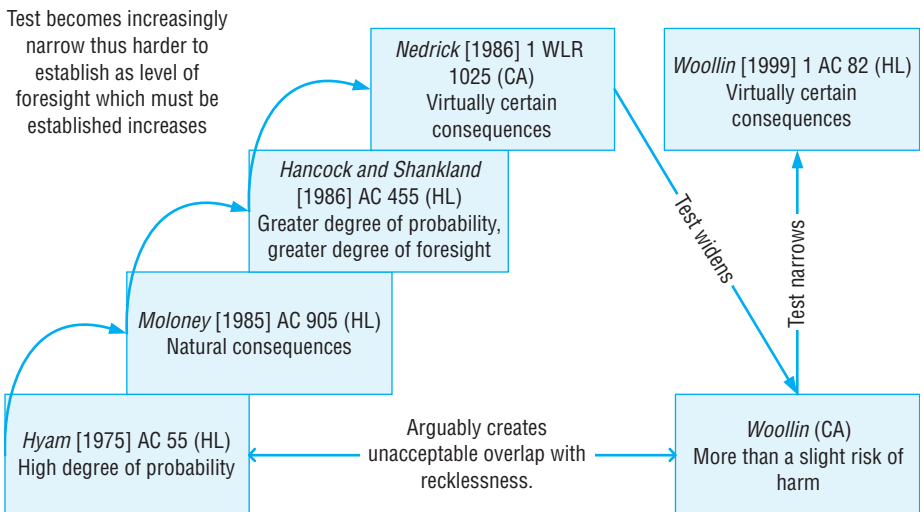 Test becomes increasingly
narrow thus harder to
establish as level of
foresight which must be
established increases
Nedrick [1986] 1 WLR
1025 (CA)
Virtually certain
consequences
Woollin [1999] 1 AC 82 (HL)
Virtually certain
consequences
Hancock and Shankland
[1986] AC 455 (HL)
Greater degree of probability,
greater degree of foresight
Test widens
Test narrows
Moloney [1985] AC 905 (HL)
Natural consequences
Hyam [1975] AC 55 (HL)
High degree of probability
Arguably creates
unacceptable overlap with
recklessness.
Woollin (CA)
More than a slight risk of
harm